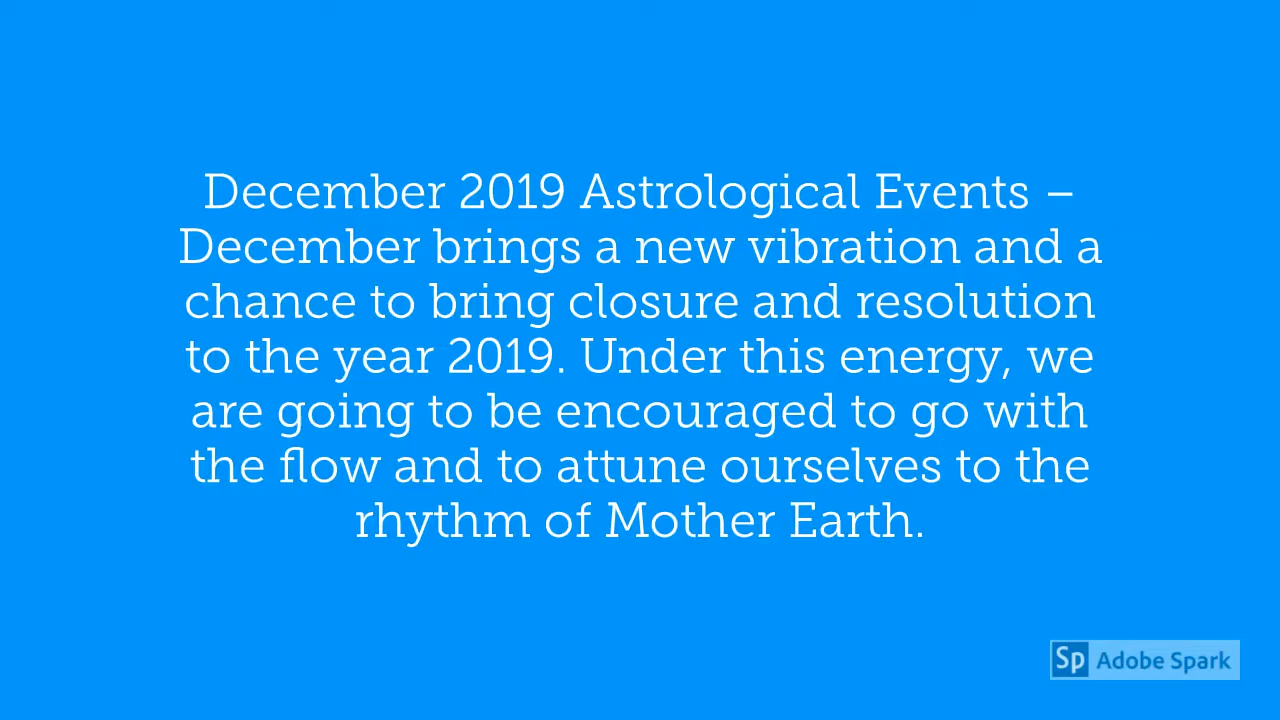 December 2019 Astrological Events –
December brings a new vibration and a
chance to bring closure and resolution
to the year 2019. Under this energy, we
are going to be encouraged to go with
the flow and to attune ourselves to the
rhythm of Mother Earth.
Sp Adobe Spark